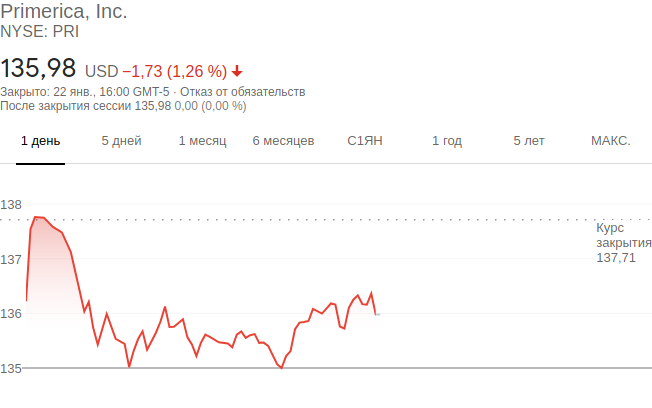 Primerica, Inc.
NYSE: PRI
135,98 USD −1,73 (1,26 %)
Закрыто: 22 янв., 16:00 GMT-5 · Отказ от обязательств
После закрытия сессии 135,98 0,00 (0,00 %)
1 день 5 дней 1 месяц 6 месяцев С1ЯН 1 год 5 лет МАКС.
138
Курс
закрытия
137,71
137
136
135